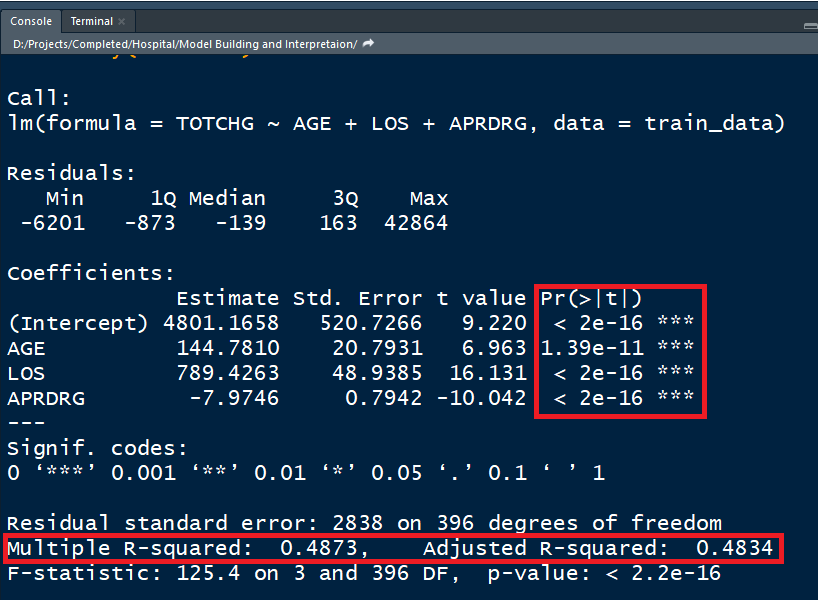 Console Terminal ×
D:/Projects/Completed/Hospital/Model Building and Interpretaion/
Call:
lm(formula = TOTCHG ~ AGE + LOS + APRDRG, data = train_data)
Residuals:
Min 1Q Median 3Q Max
-6201 -873 -139 163 42864
Coefficients:
Estimate Std. Error t value Pr(>|t|)
(Intercept) 4801.1658 520.7266 9.220 < 2e-16 ***
AGE 144.7810 20.7931 6.963 1.39e-11 ***
LOS 789.4263 48.9385 16.131 < 2e-16 ***
APRDRG -7.9746 0.7942 -10.042 < 2e-16 ***
---
Signif. codes:
0 ‘***’ 0.001 ‘**’ 0.01 ‘*’ 0.05 ‘.’ 0.1 ‘ ’ 1
Residual standard error: 2838 on 396 degrees of freedom
Multiple R-squared: 0.4873, Adjusted R-squared: 0.4834
F-statistic: 125.4 on 3 and 396 DF, p-value: < 2.2e-16